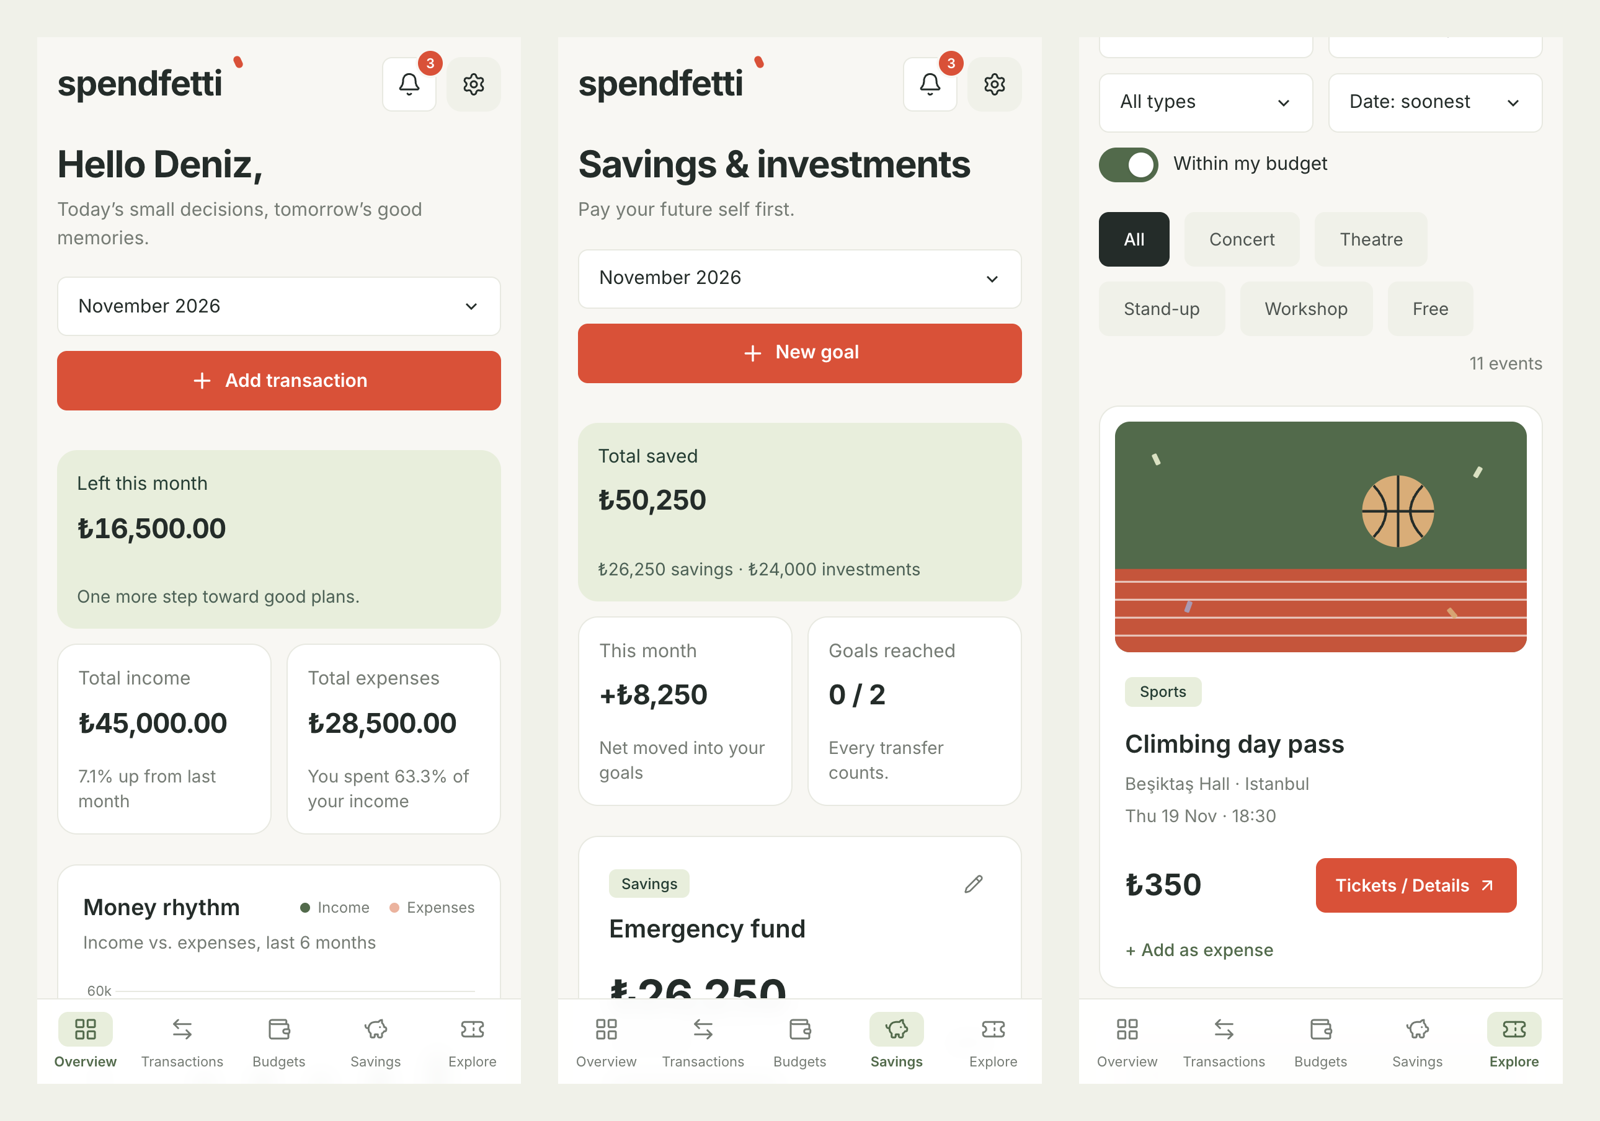 spendfetti
3
Hello Deniz,
Today’s small decisions, tomorrow’s good
memories.
November 2026
+ Add transaction
Left this month
₺16,500.00
One more step toward good plans.
Total income
₺45,000.00
7.1% up from last
month
Total expenses
₺28,500.00
You spent 63.3% of
your income
Money rhythm
Income
Expenses
Income vs. expenses, last 6 months
60k
Overview
Transactions
Budgets
Savings
Explore
spendfetti
3
Savings & investments
Pay your future self first.
November 2026
+ New goal
Total saved
₺50,250
₺26,250 savings · ₺24,000 investments
This month
+₺8,250
Net moved into your
goals
Goals reached
0 / 2
Every transfer
counts.
Savings
Emergency fund
₺26,250
Overview
Transactions
Budgets
Savings
Explore
All types
Date: soonest
Within my budget
All
Concert
Theatre
Stand-up
Workshop
Free
11 events
Sports
Climbing day pass
Beşiktaş Hall · Istanbul
Thu 19 Nov · 18:30
₺350
Tickets / Details
+ Add as expense
Overview
Transactions
Budgets
Savings
Explore